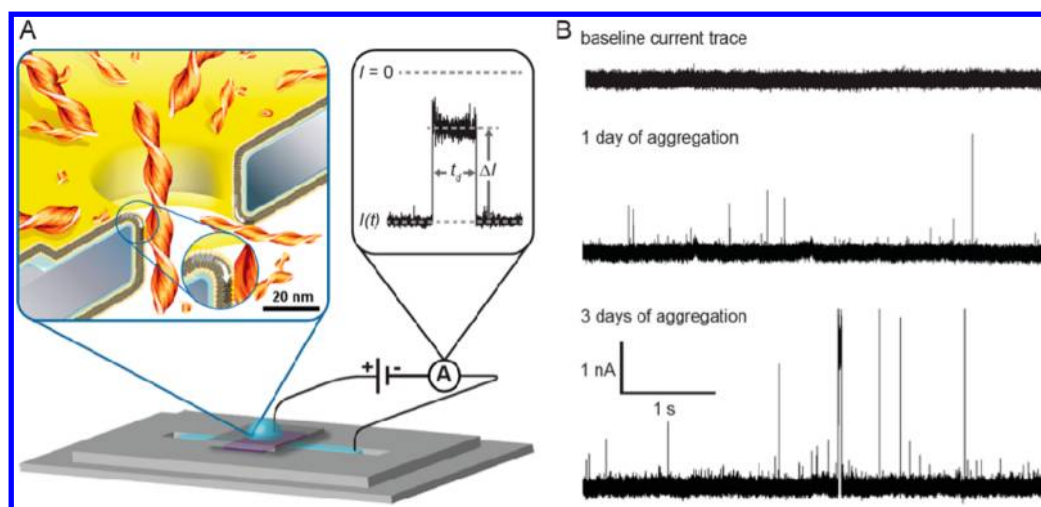 A
I = 0
t_d
ΔI
I(t)
20 nm
+
-
A
B
baseline current trace
1 day of aggregation
3 days of aggregation
1 nA
1 s